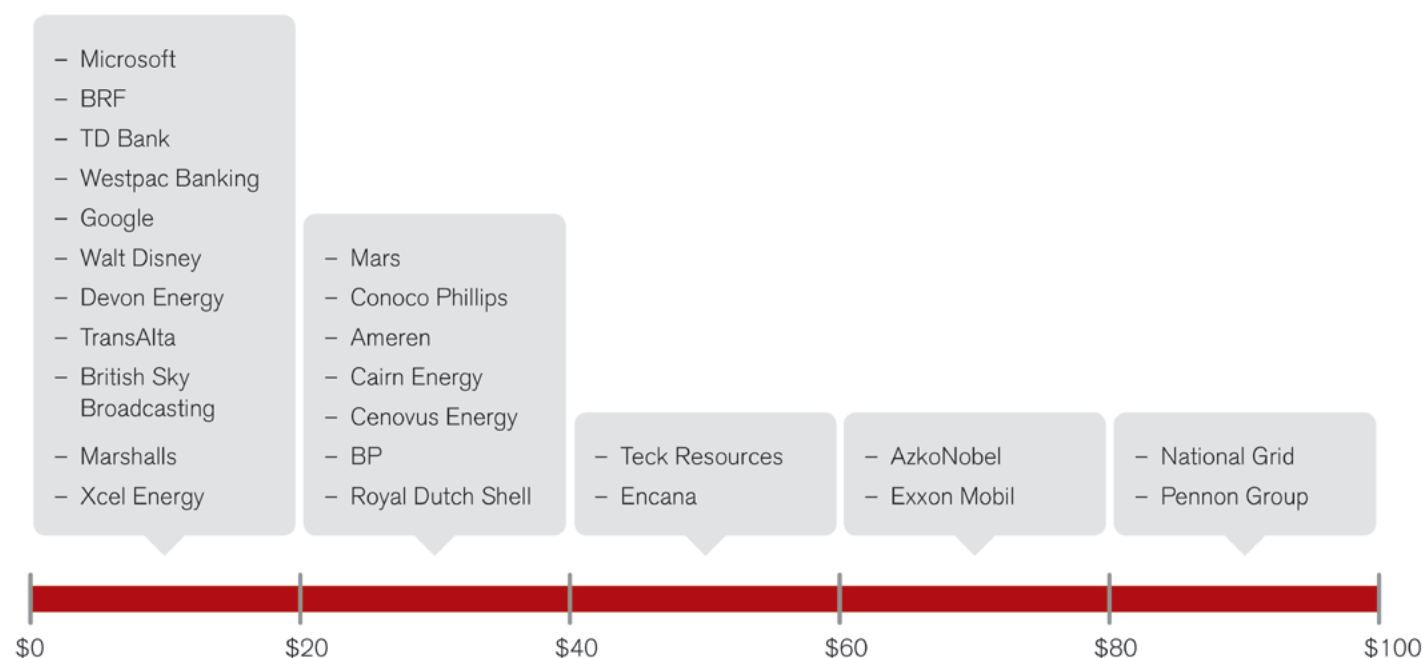 – Microsoft
– BRF
– TD Bank
– Westpac Banking
– Google
– Walt Disney
– Devon Energy
– TransAlta
– British Sky
Broadcasting
– Marshalls
– Xcel Energy
– Mars
– Conoco Phillips
– Ameren
– Cairn Energy
– Cenovus Energy
– BP
– Royal Dutch Shell
– Teck Resources
– Encana
– AzkoNobel
– Exxon Mobil
– National Grid
– Pennon Group
$0 $20 $40 $60 $80 $100